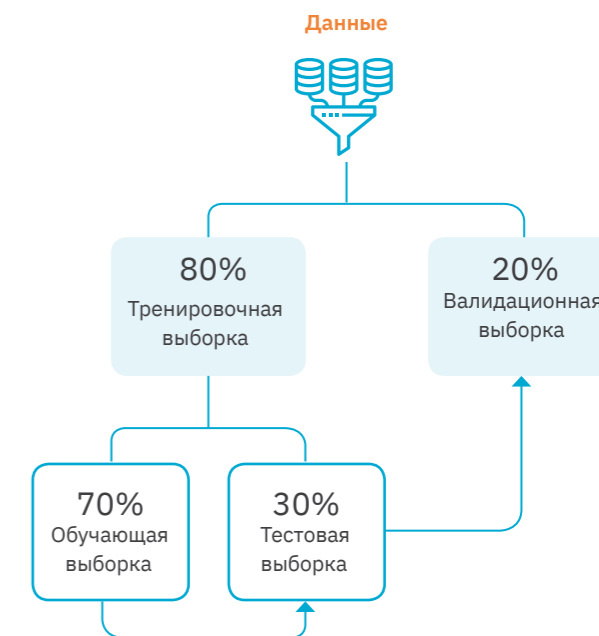 Данные
80%
Тренировочная
выборка
20%
Валидационная
выборка
70%
Обучающая
выборка
30%
Тестовая
выборка